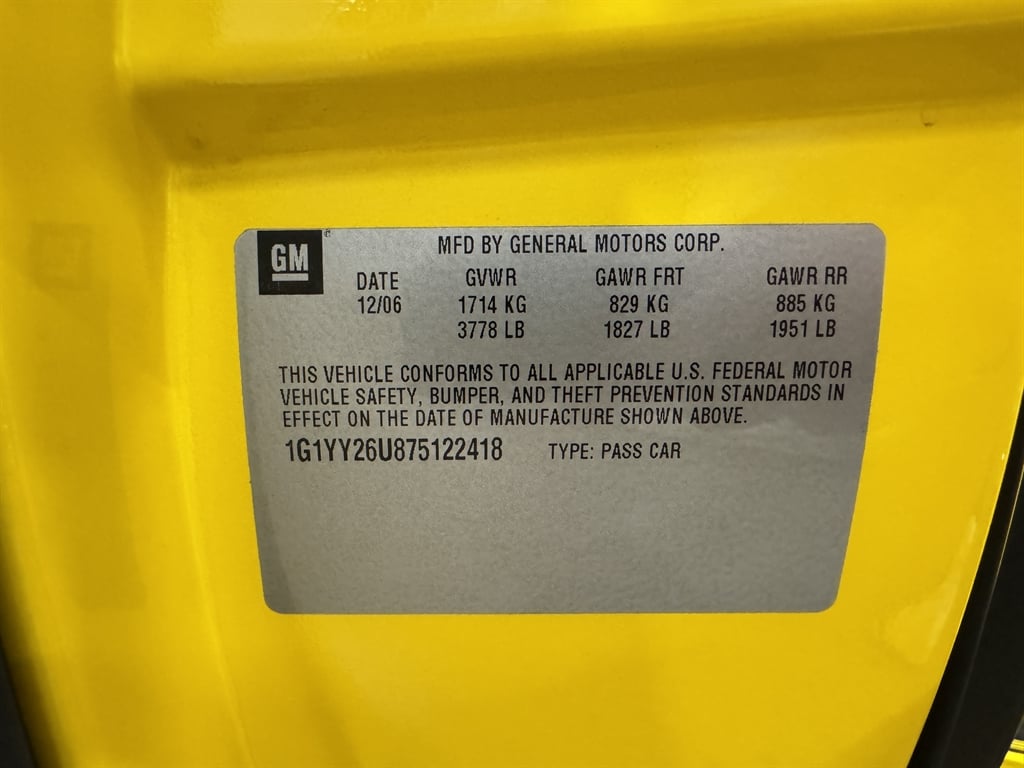 GM®
MFD BY GENERAL MOTORS CORP.
DATE GVWR GAWR FRT GAWR RR
12/06 1714 KG 829 KG 885 KG
3778 LB 1827 LB 1951 LB
THIS VEHICLE CONFORMS TO ALL APPLICABLE U.S. FEDERAL MOTOR
VEHICLE SAFETY, BUMPER, AND THEFT PREVENTION STANDARDS IN
EFFECT ON THE DATE OF MANUFACTURE SHOWN ABOVE.
1G1YY26U875122418 TYPE: PASS CAR